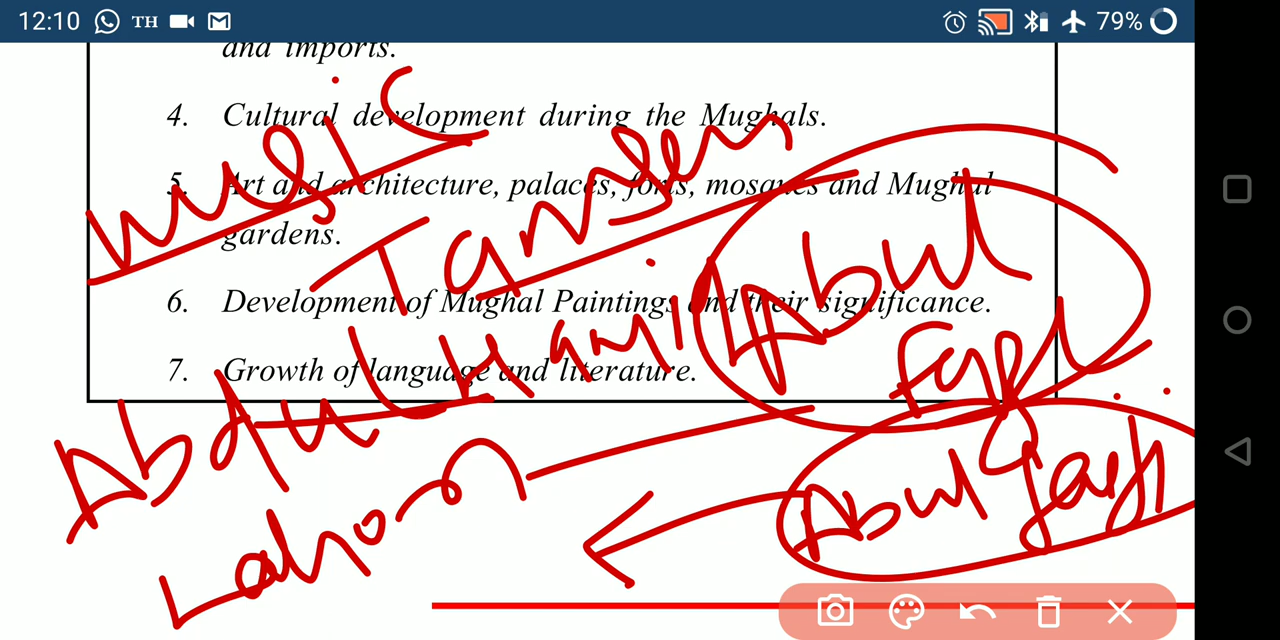 12:10 TH 79%
and imports.
4. Cultural development during the Mughals.
5. Art and architecture, palaces, forts, mosques and Mughal
gardens.
6. Development of Mughal Paintings and their significance.
7. Growth of language and literature.
Music
Tansen
Abul
Fazl
Abdul Hamid
Lahori
Abul